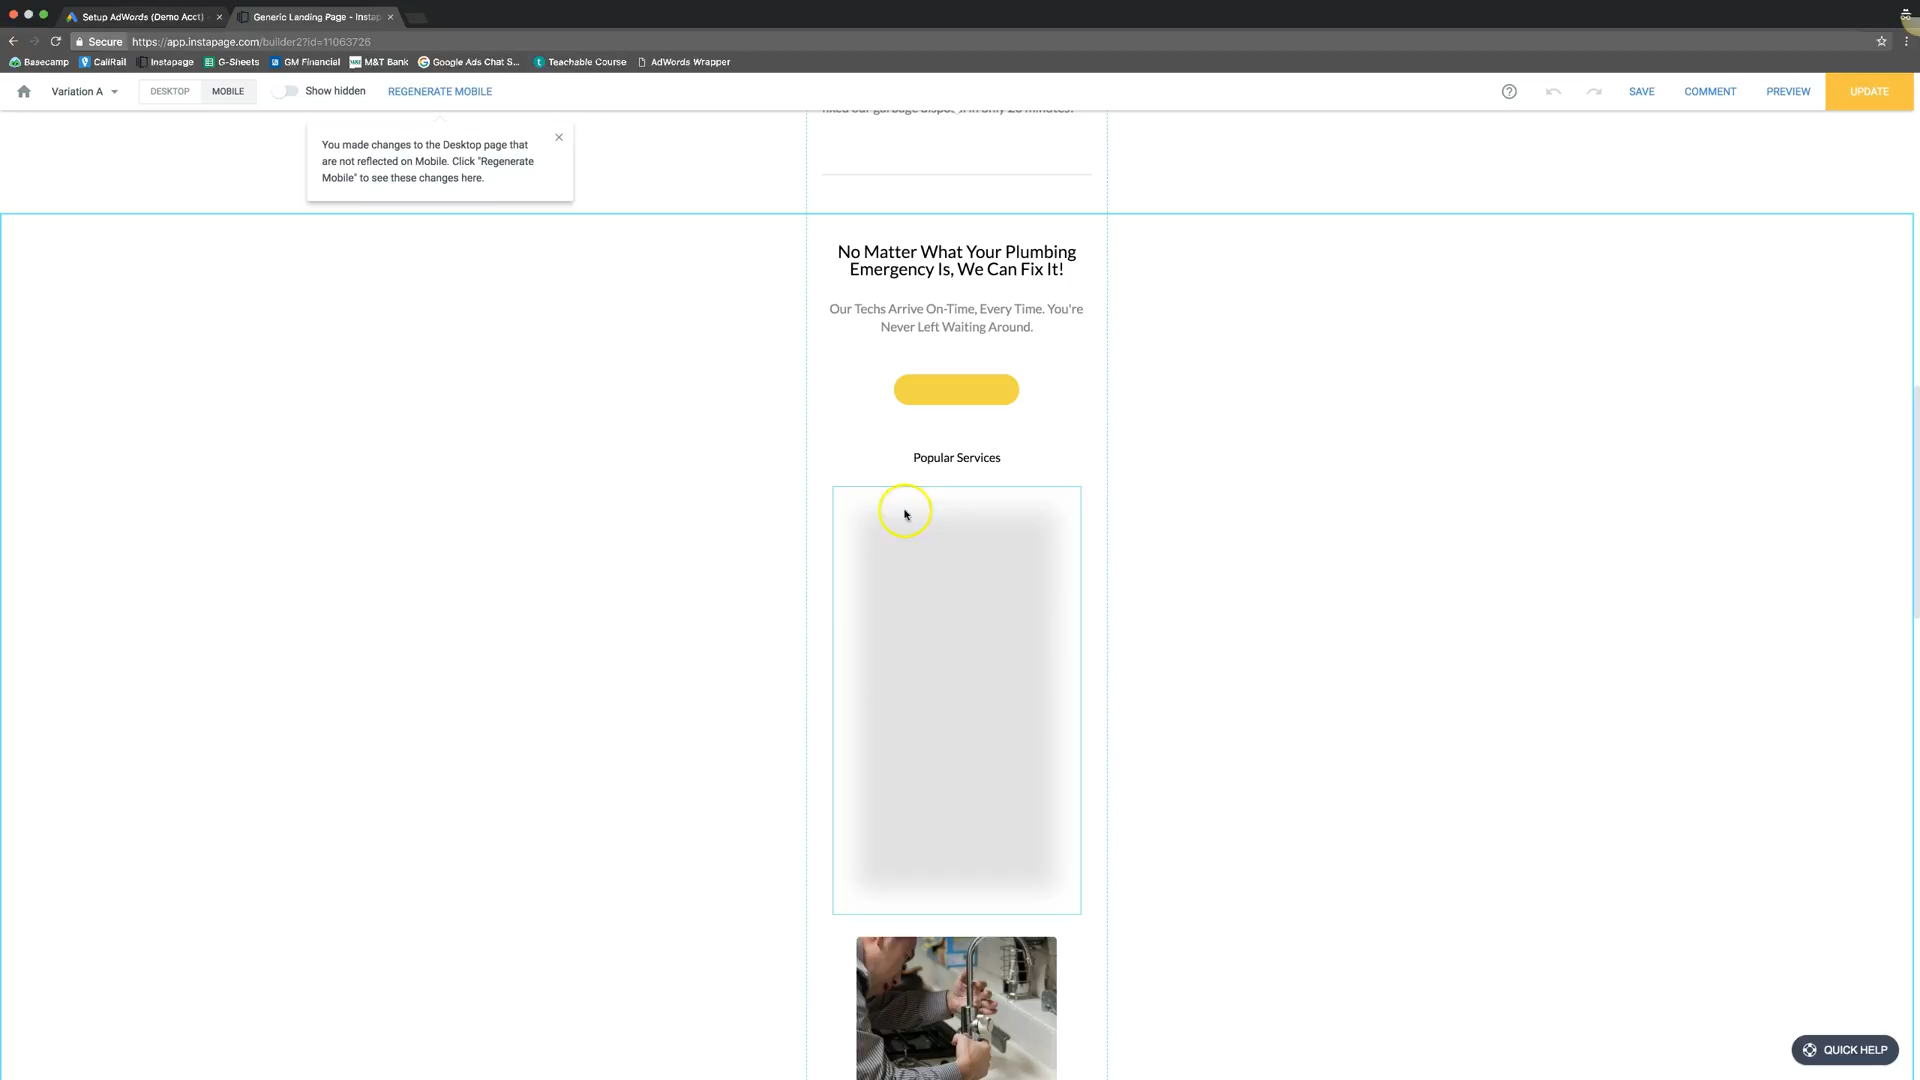 Setup AdWords (Demo Acct)
Generic Landing Page - Instap
Secure https://app.instapage.com/builder2?id=11063726
Basecamp CallRail Instapage G-Sheets GM Financial M&T Bank Google Ads Chat S... Teachable Course AdWords Wrapper
Variation A DESKTOP MOBILE Show hidden REGENERATE MOBILE SAVE COMMENT PREVIEW UPDATE
You made changes to the Desktop page that
are not reflected on Mobile. Click "Regenerate
Mobile" to see these changes here.
No Matter What Your Plumbing
Emergency Is, We Can Fix It!
Our Techs Arrive On-Time, Every Time. You're
Never Left Waiting Around.
Popular Services
QUICK HELP